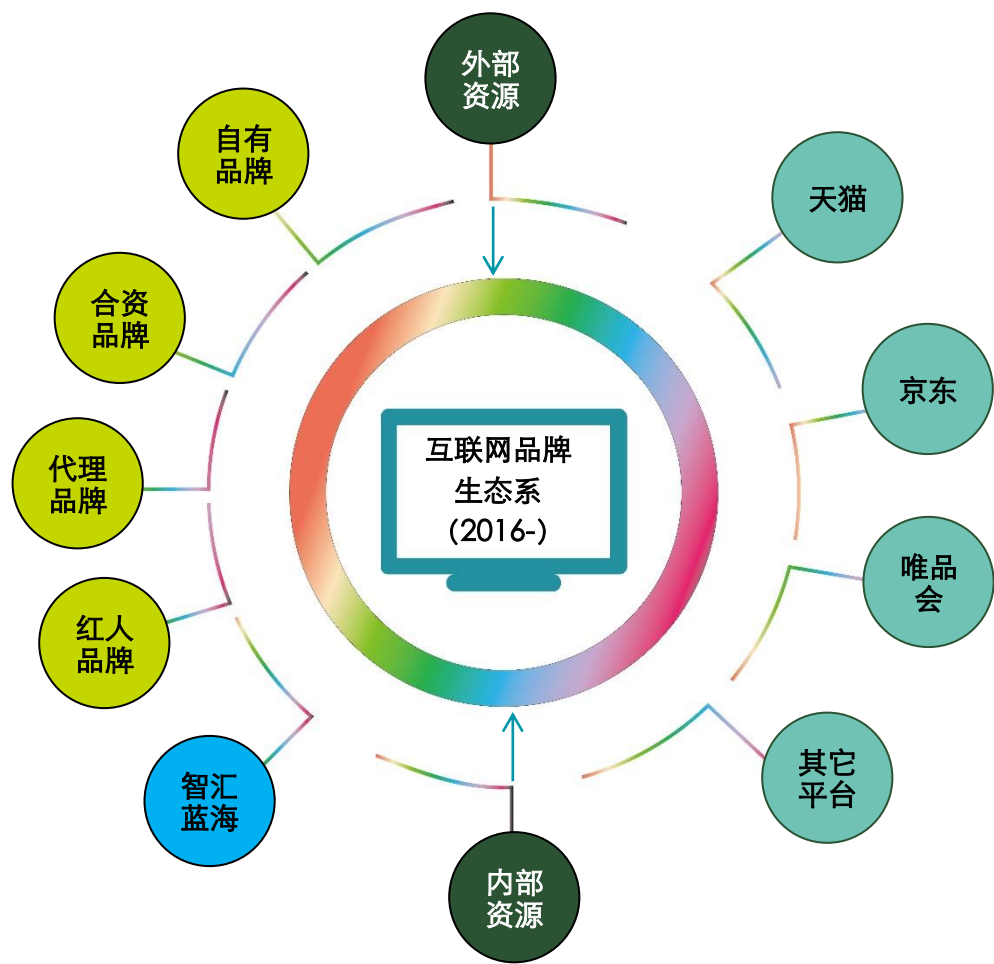 外部
资源
自有
品牌
天猫
合资
品牌
京东
互联网品牌
生态系
(2016-)
代理
品牌
唯品
会
红人
品牌
其它
平台
智汇
蓝海
内部
资源